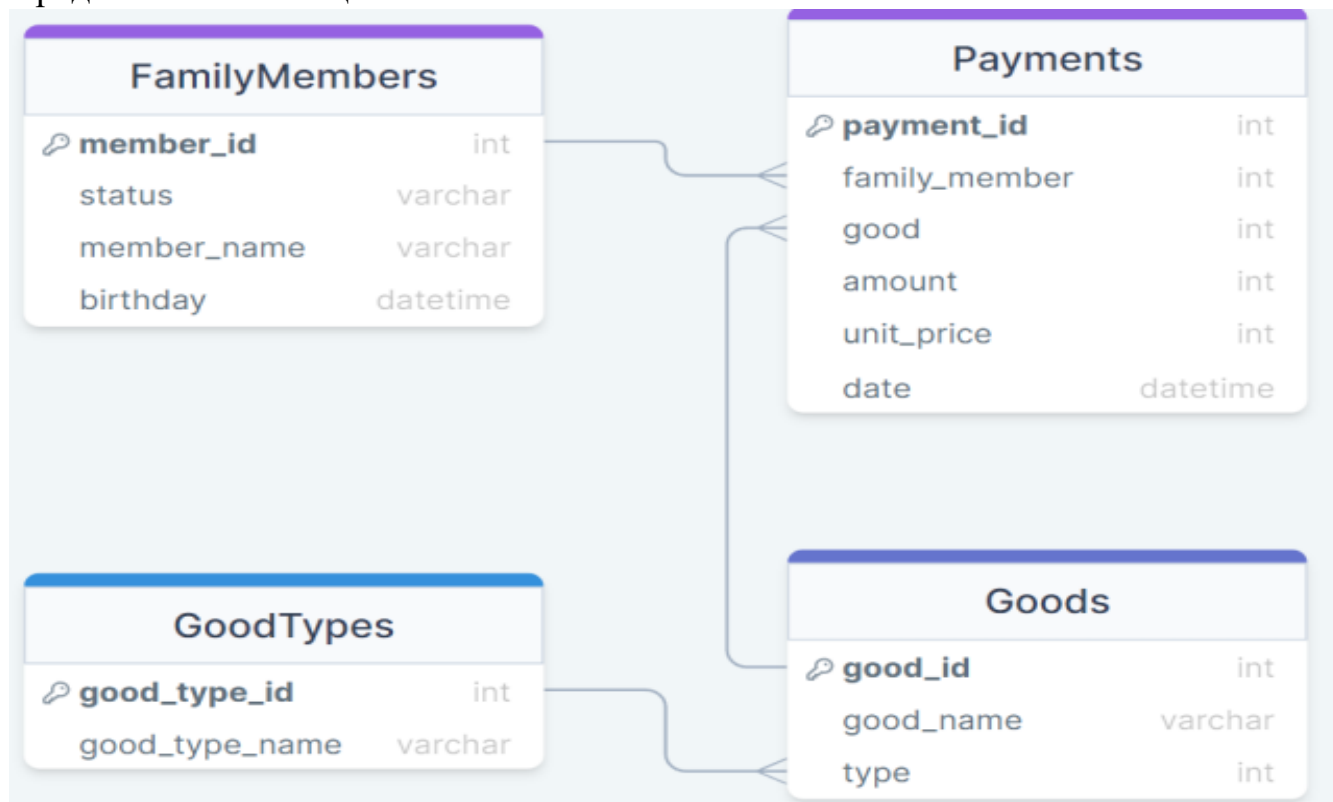 FamilyMembers
member_id int
status varchar
member_name varchar
birthday datetime
Payments
payment_id int
family_member int
good int
amount int
unit_price int
date datetime
GoodTypes
good_type_id int
good_type_name varchar
Goods
good_id int
good_name varchar
type int